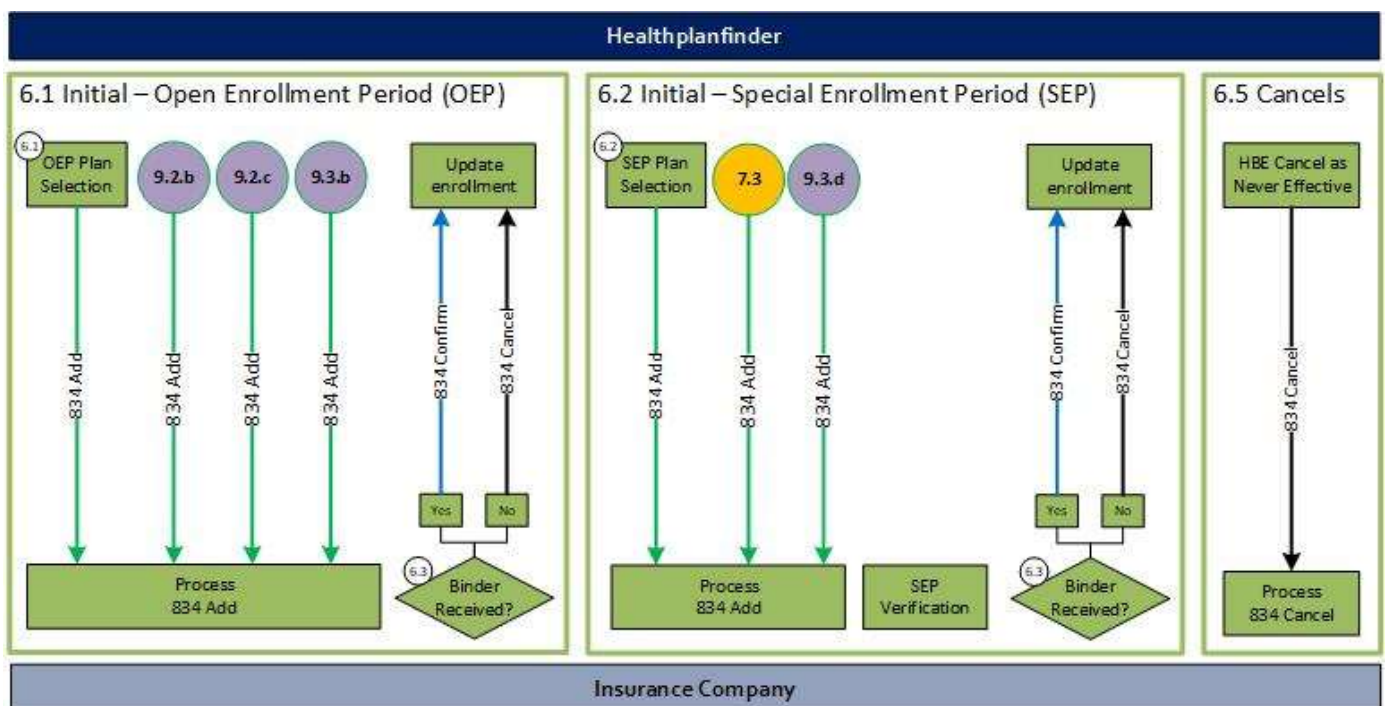 Healthplanfinder
6.1 Initial – Open Enrollment Period (OEP)
6.1
OEP Plan
Selection
9.2.b
9.2.c
9.3.b
Update
enrollment
834 Add
834 Add
834 Add
834 Add
834 Confirm
834 Cancel
Yes
No
Process
834 Add
6.3
Binder
Received?
6.2 Initial – Special Enrollment Period (SEP)
6.2
SEP Plan
Selection
7.3
9.3.d
Update
enrollment
834 Add
834 Add
834 Add
834 Confirm
834 Cancel
Yes
No
Process
834 Add
SEP
Verification
6.3
Binder
Received?
6.5 Cancels
HBE Cancel as
Never Effective
834 Cancel
Process
834 Cancel
Insurance Company